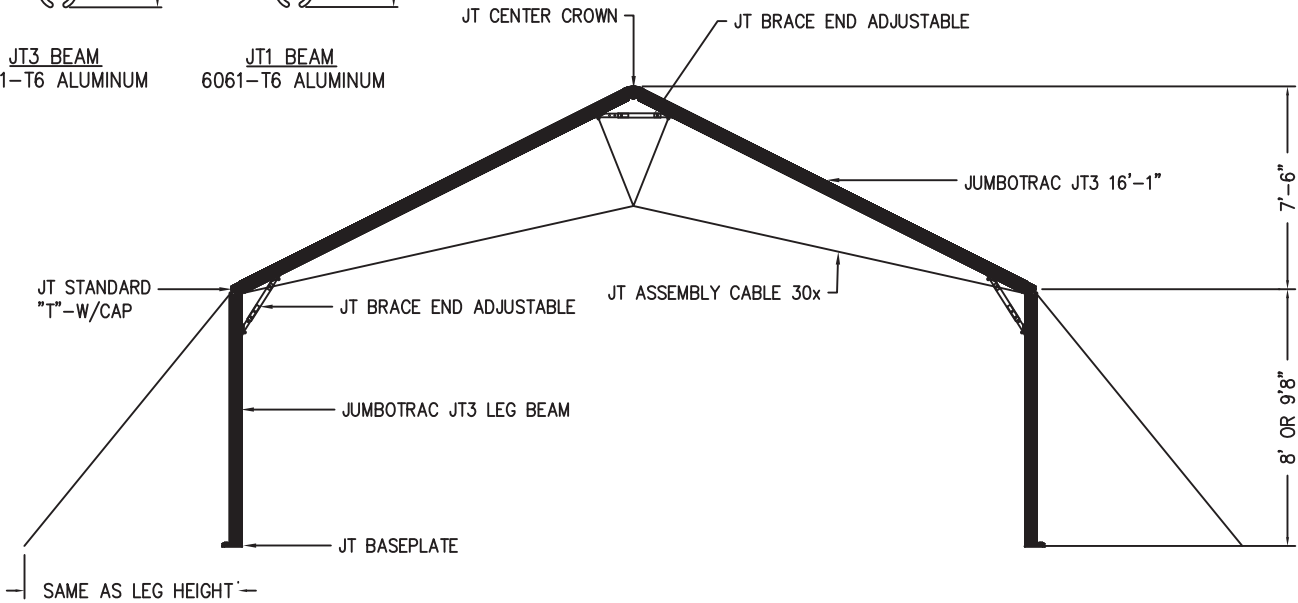 JT CENTER CROWN
JT BRACE END ADJUSTABLE
JT3 BEAM
1-T6 ALUMINUM
JT1 BEAM
6061-T6 ALUMINUM
JUMBOTRAC JT3 16'-1"
7'-6"
JT STANDARD
"T"-W/CAP
JT BRACE END ADJUSTABLE
JT ASSEMBLY CABLE 30x
JUMBOTRAC JT3 LEG BEAM
8' OR 9'8"
JT BASEPLATE
SAME AS LEG HEIGHT